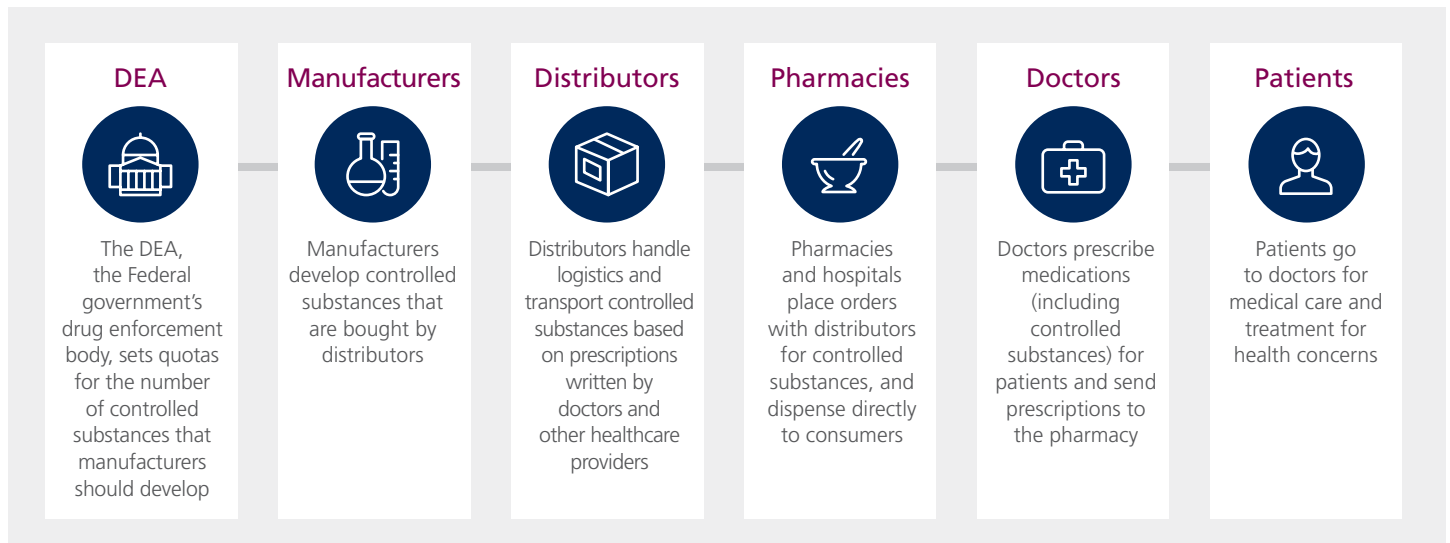 DEA
The DEA,
the Federal
government’s
drug enforcement
body, sets quotas
for the number
of controlled
substances that
manufacturers
should develop
Manufacturers
Manufacturers
develop controlled
substances that
are bought by
distributors
Distributors
Distributors handle
logistics and
transport controlled
substances based
on prescriptions
written by
doctors and
other healthcare
providers
Pharmacies
Pharmacies
and hospitals
place orders
with distributors
for controlled
substances, and
dispense directly
to consumers
Doctors
Doctors prescribe
medications
(including
controlled
substances) for
patients and send
prescriptions to
the pharmacy
Patients
Patients go
to doctors for
medical care and
treatment for
health concerns